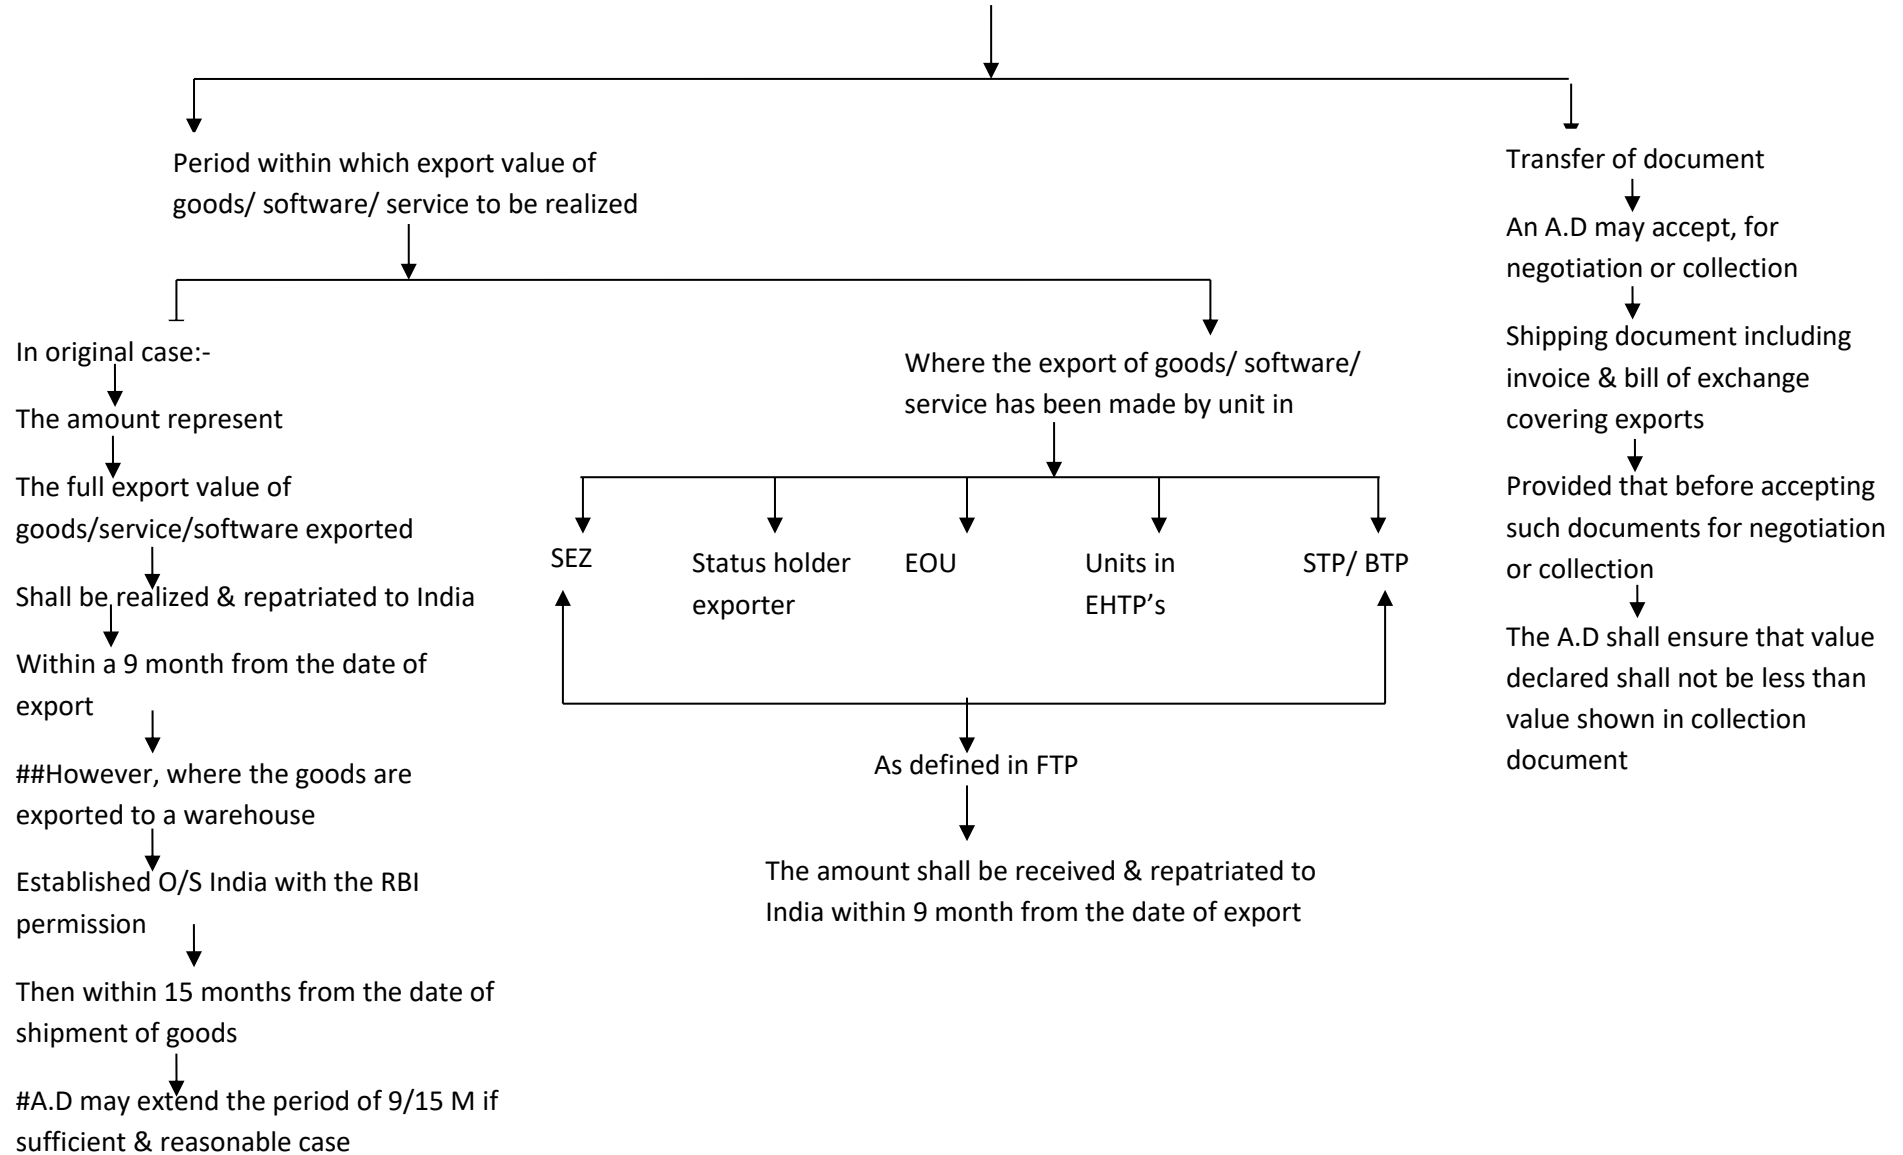 Period within which export value of
goods/ software/ service to be realized
In original case:-
The amount represent
The full export value of
goods/service/software exported
Shall be realized & repatriated to India
Within a 9 month from the date of
export
##However, where the goods are
exported to a warehouse
Established O/S India with the RBI
permission
Then within 15 months from the date of
shipment of goods
#A.D may extend the period of 9/15 M if
sufficient & reasonable case
Where the export of goods/ software/
service has been made by unit in
SEZ
Status holder
exporter
EOU
Units in
EHTP’s
STP/ BTP
As defined in FTP
The amount shall be received & repatriated to
India within 9 month from the date of export
Transfer of document
An A.D may accept, for
negotiation or collection
Shipping document including
invoice & bill of exchange
covering exports
Provided that before accepting
such documents for negotiation
or collection
The A.D shall ensure that value
declared shall not be less than
value shown in collection
document